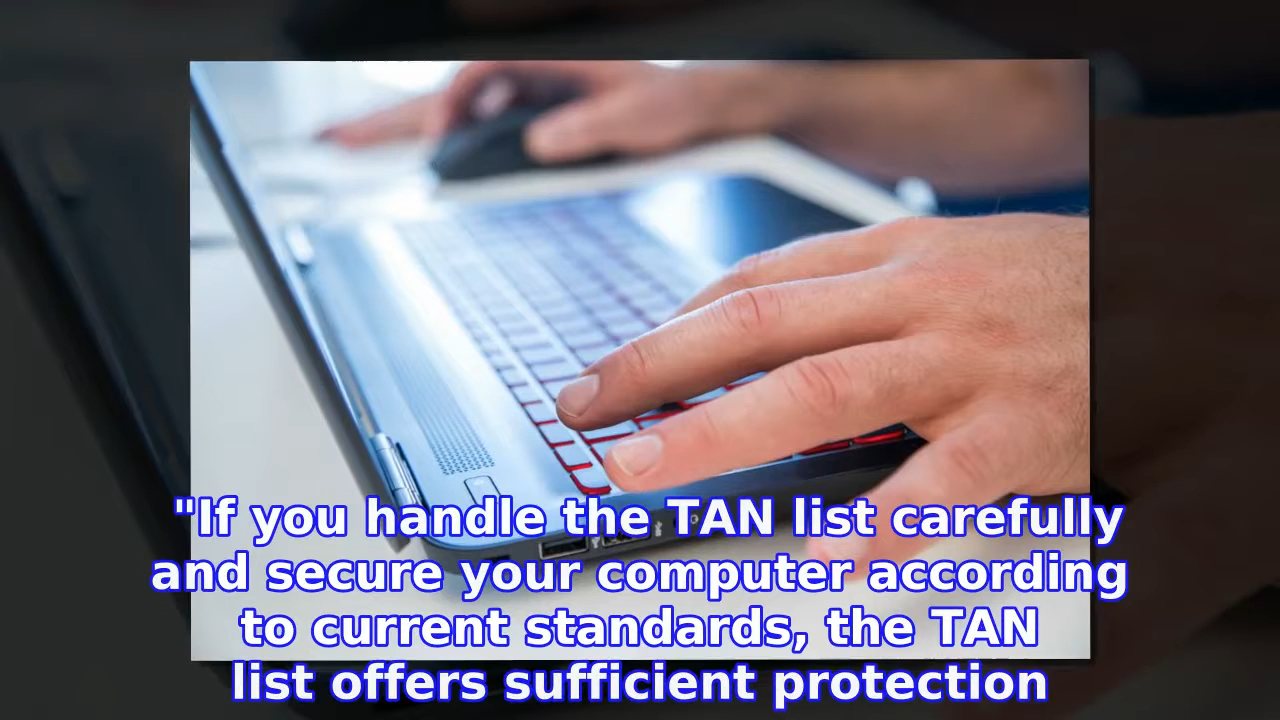 "If you handle the TAN list carefully
and secure your computer according
to current standards, the TAN
list offers sufficient protection